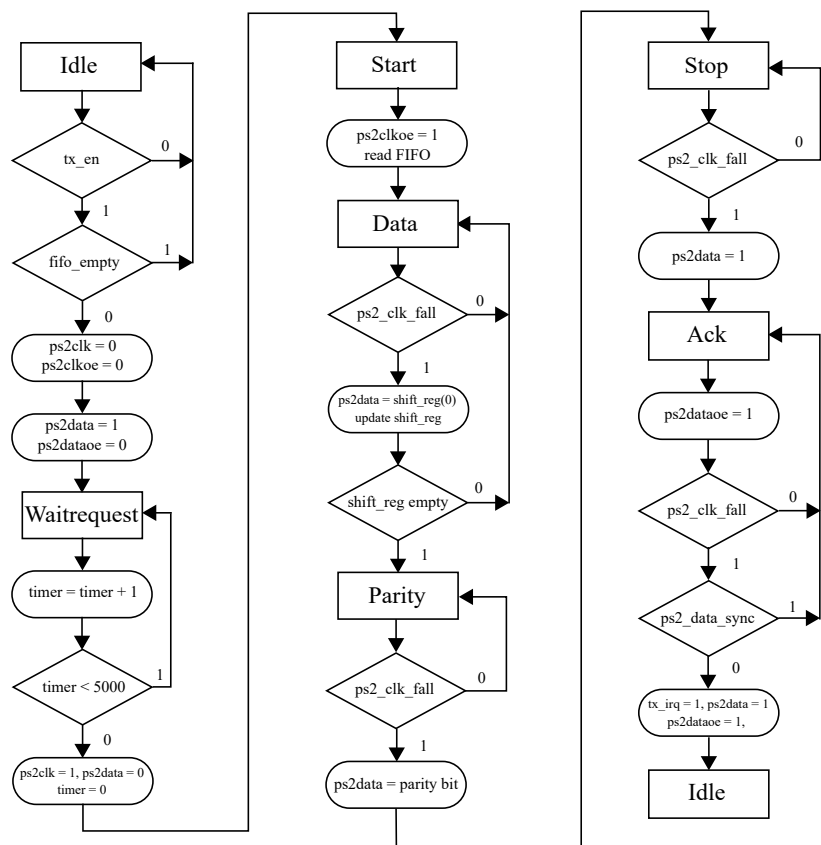 Idle
tx_en
0
1
fifo_empty
1
0
ps2clk = 0
ps2clkoe = 0
ps2data = 1
ps2dataoe = 0
Waitrequest
timer = timer + 1
timer < 5000
1
0
ps2clk = 1, ps2data = 0
timer = 0
Start
ps2clkoe = 1
read FIFO
Data
ps2_clk_fall
0
1
ps2data = shift_reg(0)
update shift_reg
shift_reg empty
0
1
Parity
ps2_clk_fall
0
1
ps2data = parity bit
Stop
ps2_clk_fall
0
1
ps2data = 1
Ack
ps2dataoe = 1
ps2_clk_fall
0
1
ps2_data_sync
1
0
tx_irq = 1, ps2data = 1
ps2dataoe = 1,
Idle